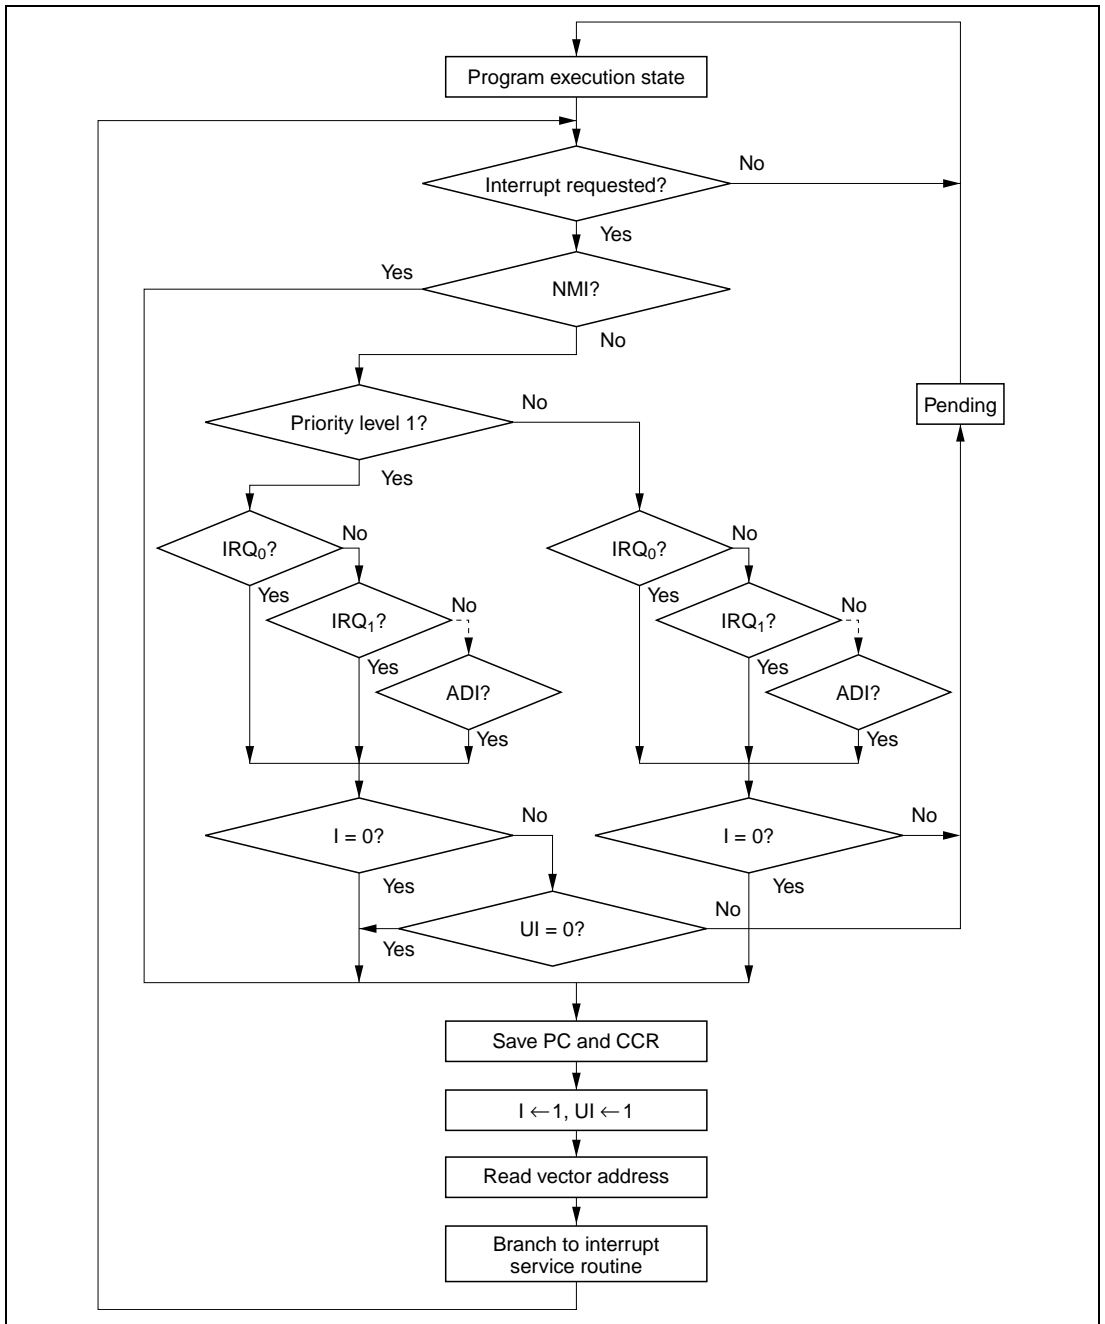 Program execution state
No
Interrupt requested?
Yes
Yes
NMI?
No
Pending
No
Priority level 1?
Yes
No
No
IRQ0?
IRQ0?
Yes
Yes
No
No
IRQ1?
IRQ1?
Yes
Yes
ADI?
ADI?
Yes
Yes
No
No
I = 0?
I = 0?
Yes
Yes
No
UI = 0?
Yes
Save PC and CCR
I ←1, UI ←1
Read vector address
Branch to interrupt
service routine